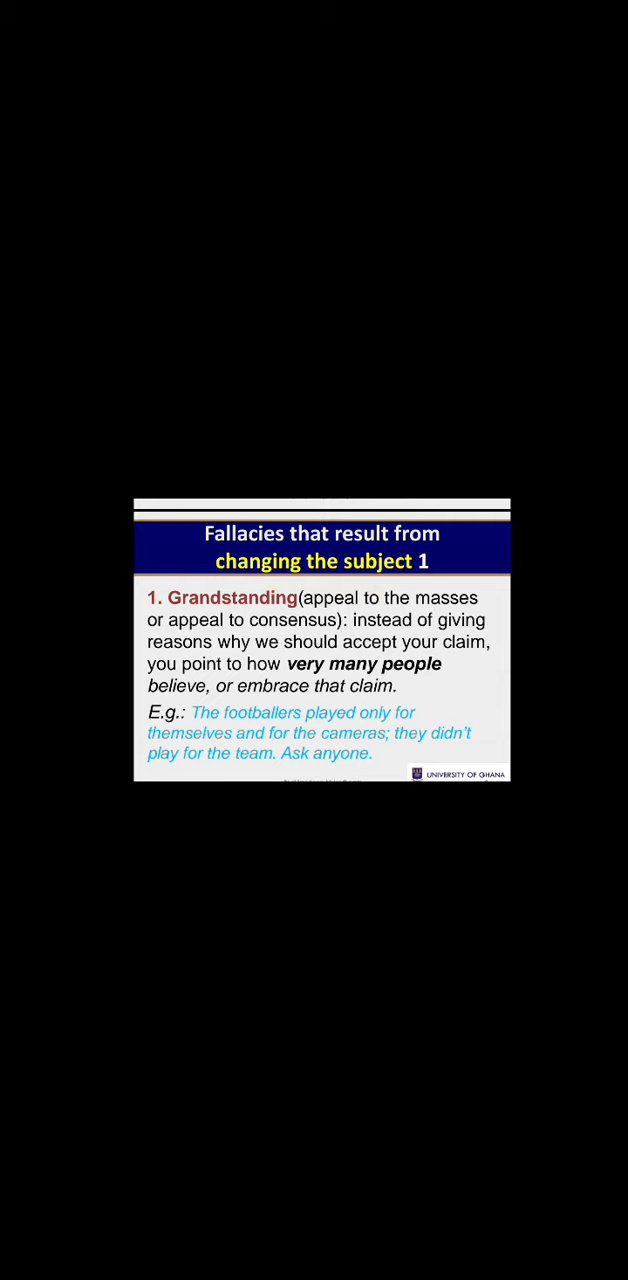 Fallacies that result from
changing the subject 1
1. Grandstanding(appeal to the masses
or appeal to consensus): instead of giving
reasons why we should accept your claim,
you point to how very many people
believe, or embrace that claim.
E.g.: The footballers played only for
themselves and for the cameras; they didn't
play for the team. Ask anyone.
UNIVERSITY OF GHANA